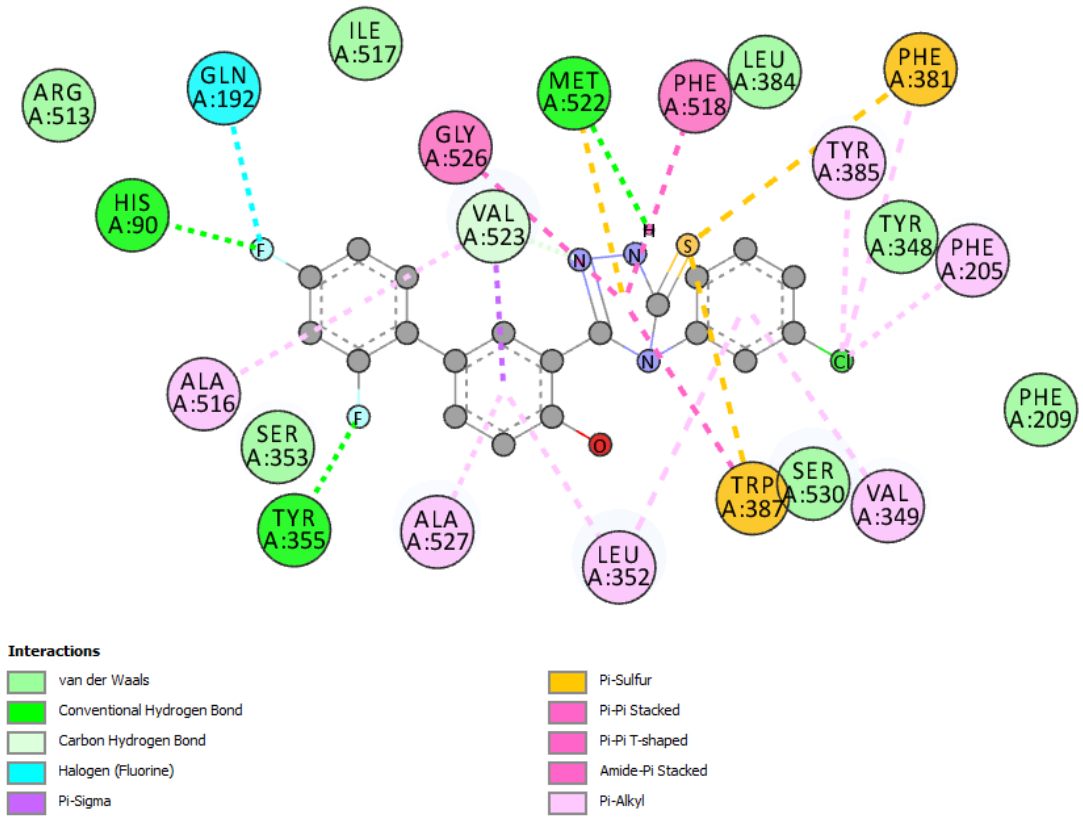 ILE
A:517
GLN
A:192
ARG
A:513
MET
A:522
PHE
A:518
LEU
A:384
PHE
A:381
GLY
A:526
TYR
A:385
HIS
A:90
VAL
A:523
TYR
A:348
PHE
A:205
H
F
N
N
S
Cl
N
F
O
ALA
A:516
SER
A:353
TYR
A:355
ALA
A:527
LEU
A:352
TRP
A:387
SER
A:530
VAL
A:349
PHE
A:209
Interactions
van der Waals
Conventional Hydrogen Bond
Carbon Hydrogen Bond
Halogen (Fluorine)
Pi-Sigma
Pi-Sulfur
Pi-Pi Stacked
Pi-Pi T-shaped
Amide-Pi Stacked
Pi-Alkyl